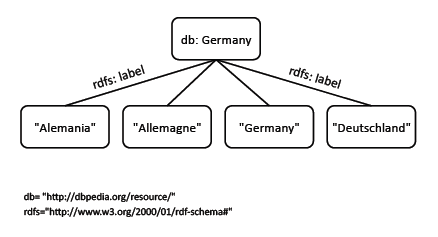 db: Germany
rdfs: label
rdfs: label
"Alemania"
"Allemagne"
"Germany"
"Deutschland"
db= "http://dbpedia.org/resource/"
rdfs="http://www.w3.org/2000/01/rdf-schema#"